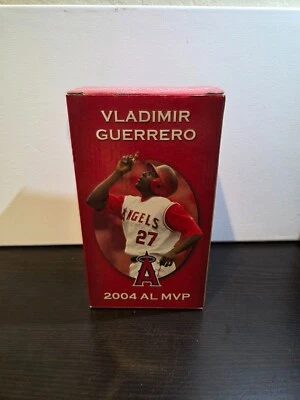 VLADIMIR
GUERRERO
ANGELS
27
A
2004 AL MVP